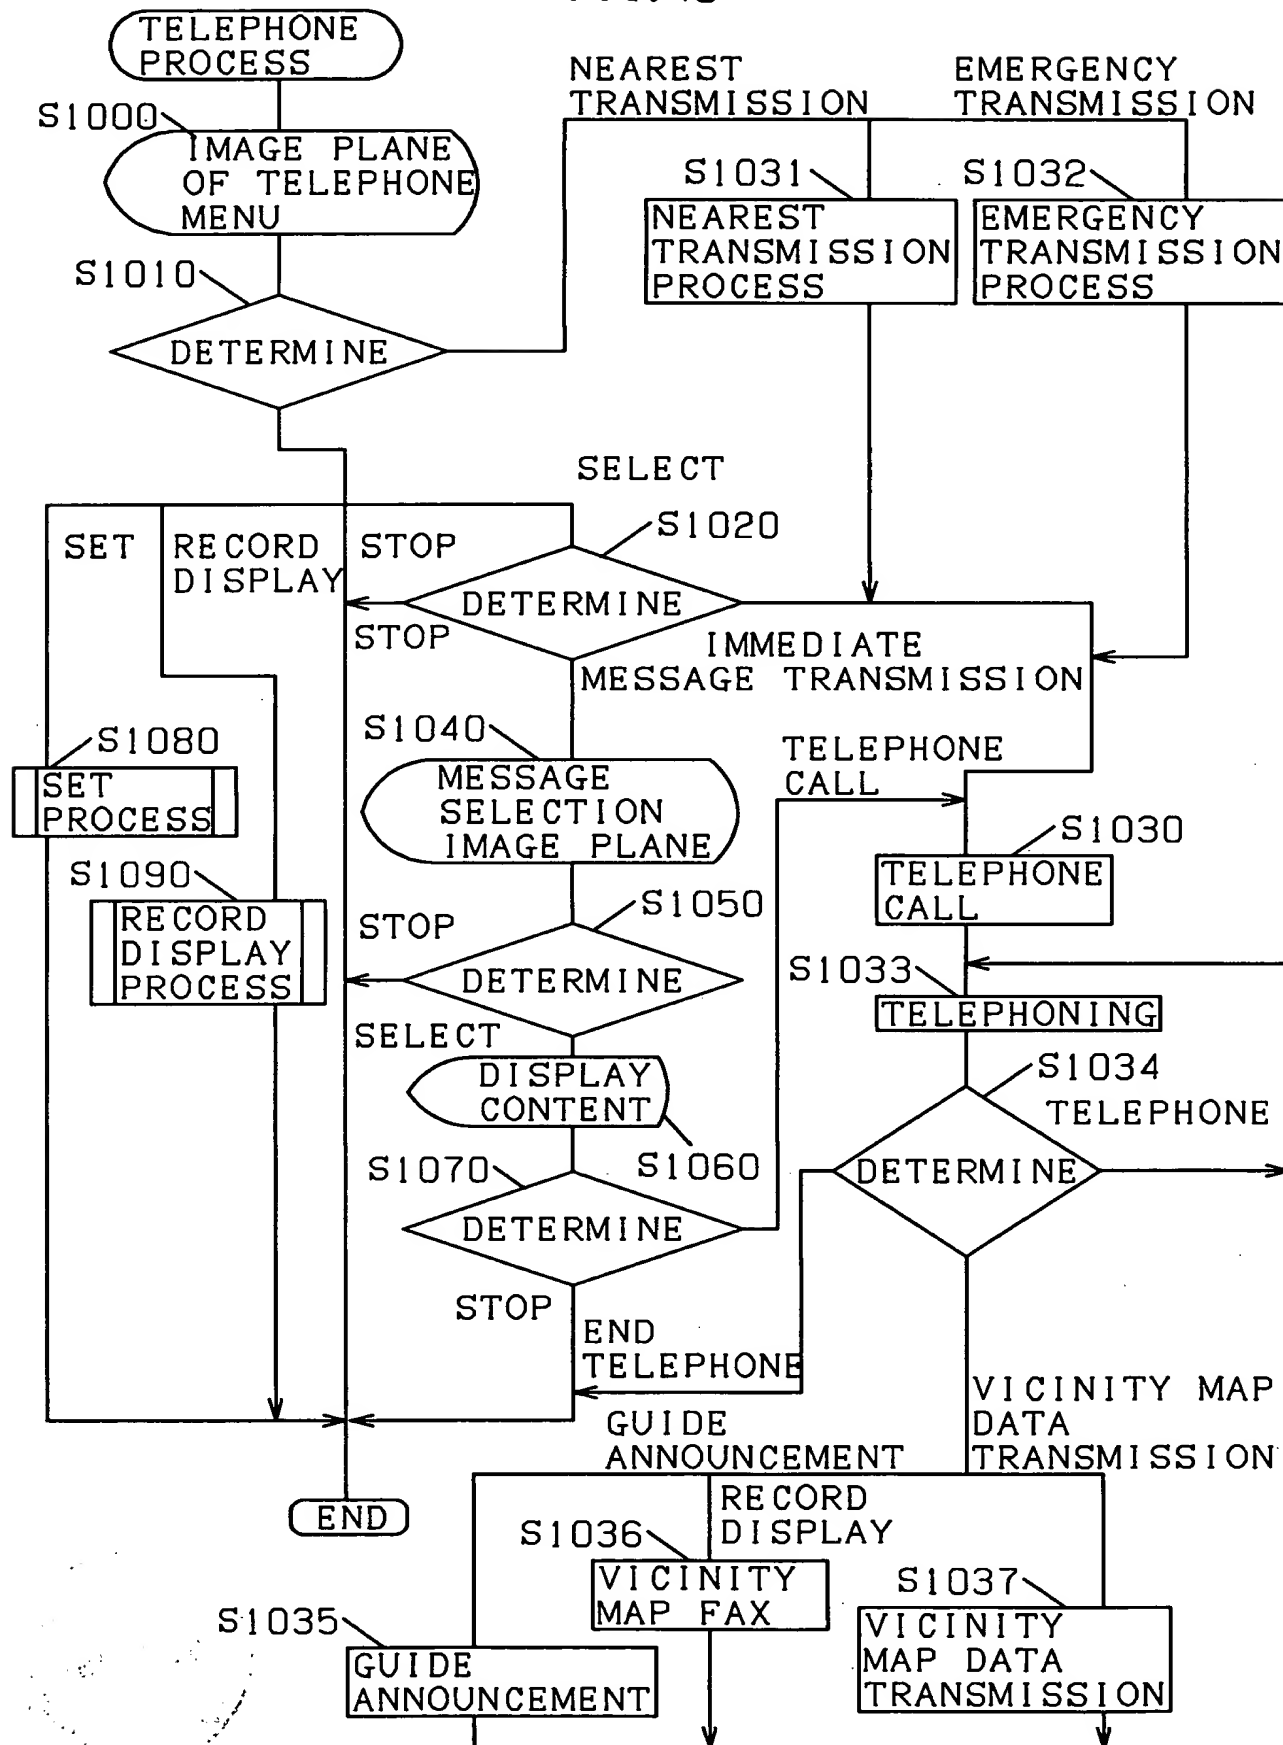 TELEPHONE
PROCESS
NEAREST
TRANSMISSION
EMERGENCY
TRANSMISSION
S1000
IMAGE PLANE
OF TELEPHONE
MENU
S1031
S1032
NEAREST
TRANSMISSION
PROCESS
EMERGENCY
TRANSMISSION
PROCESS
S1010
DETERMINE
SELECT
S1020
SET
RECORD
DISPLAY
STOP
DETERMINE
STOP
IMMEDIATE
MESSAGE TRANSMISSION
S1080
SET
PROCESS
S1040
MESSAGE
SELECTION
IMAGE PLANE
TELEPHONE
CALL
S1030
TELEPHONE
CALL
S1090
RECORD
DISPLAY
PROCESS
STOP
S1050
DETERMINE
S1033
TELEPHONING
SELECT
DISPLAY
CONTENT
S1034
TELEPHONE
S1070
S1060
DETERMINE
DETERMINE
STOP
END
TELEPHONE
VICINITY MAP
DATA
TRANSMISSION
GUIDE
ANNOUNCEMENT
END
RECORD
DISPLAY
S1036
VICINITY
MAP FAX
S1037
VICINITY
MAP DATA
TRANSMISSION
S1035
GUIDE
ANNOUNCEMENT